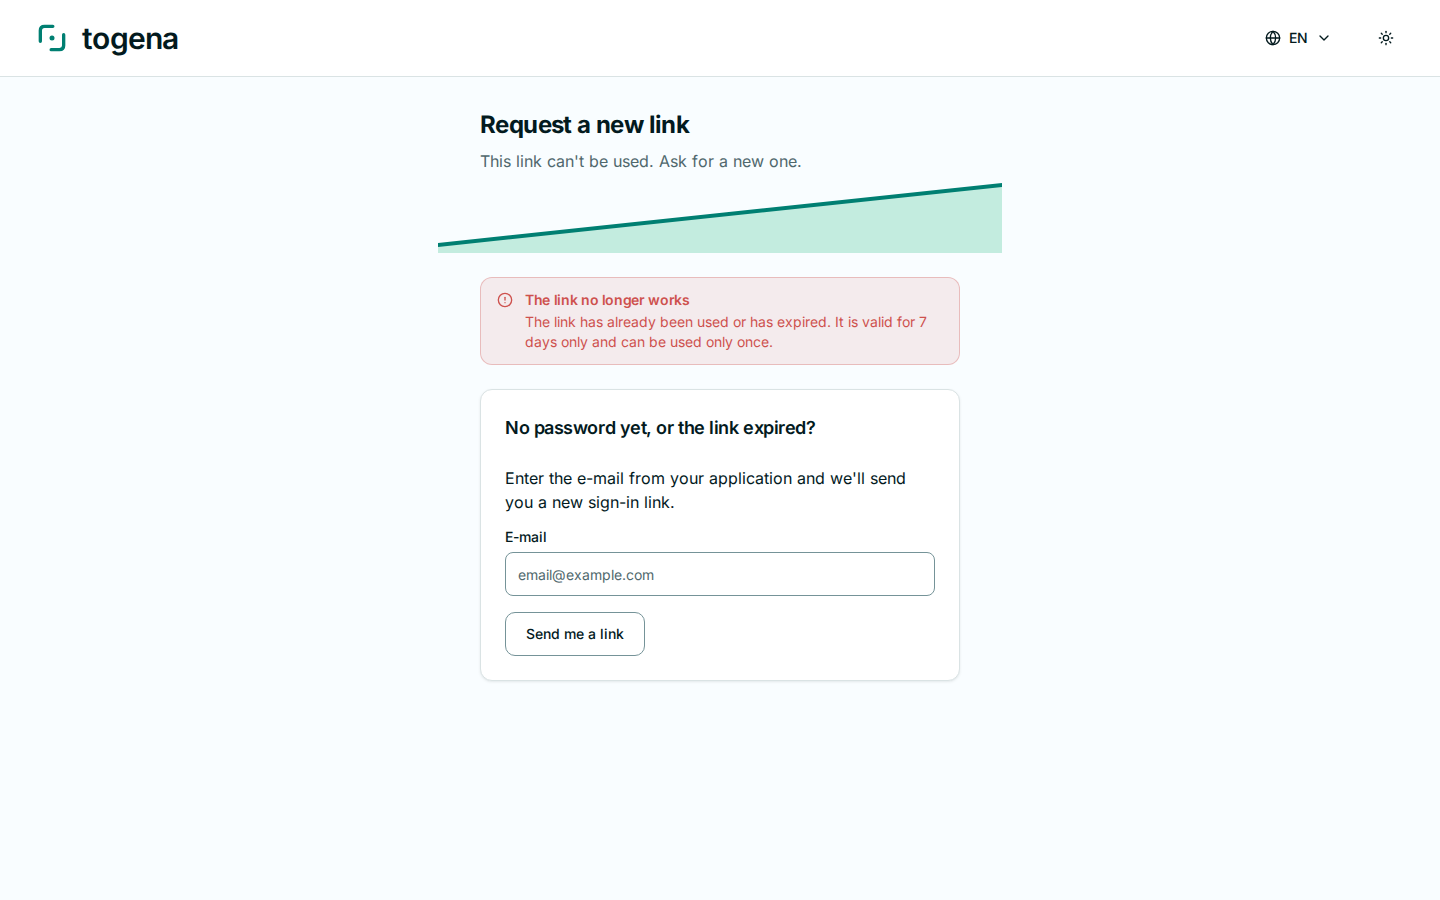 togena
EN
Request a new link
This link can't be used. Ask for a new one.
The link no longer works
The link has already been used or has expired. It is valid for 7
days only and can be used only once.
No password yet, or the link expired?
Enter the e-mail from your application and we'll send
you a new sign-in link.
E-mail
email@example.com
Send me a link